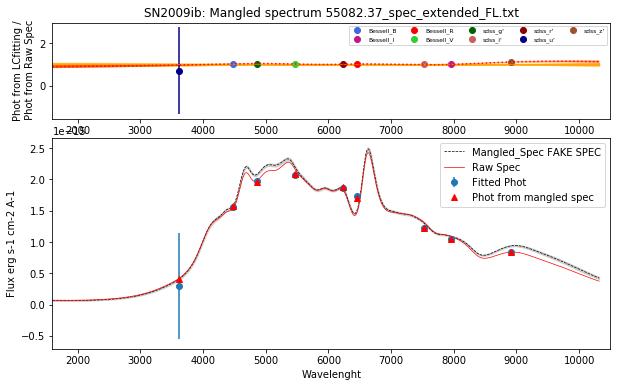 SN2009ib: Mangled spectrum 55082.37_spec_extended_FL.txt
Phot from LCfitting /
Phot from Raw Spec
2
0
Bessell_B
Bessell_I
Bessell_R
Bessell_V
sdss_g'
sdss_i'
sdss_r'
sdss_u'
sdss_z'
2000 3000 4000 5000 6000 7000 8000 9000 10000
Flux erg s-1 cm-2 A-1
2.5
2.0
1.5
1.0
0.5
0.0
−0.5
Mangled_Spec FAKE SPEC
Raw Spec
Fitted Phot
Phot from mangled spec
2000 3000 4000 5000 6000 7000 8000 9000 10000
Wavelenght